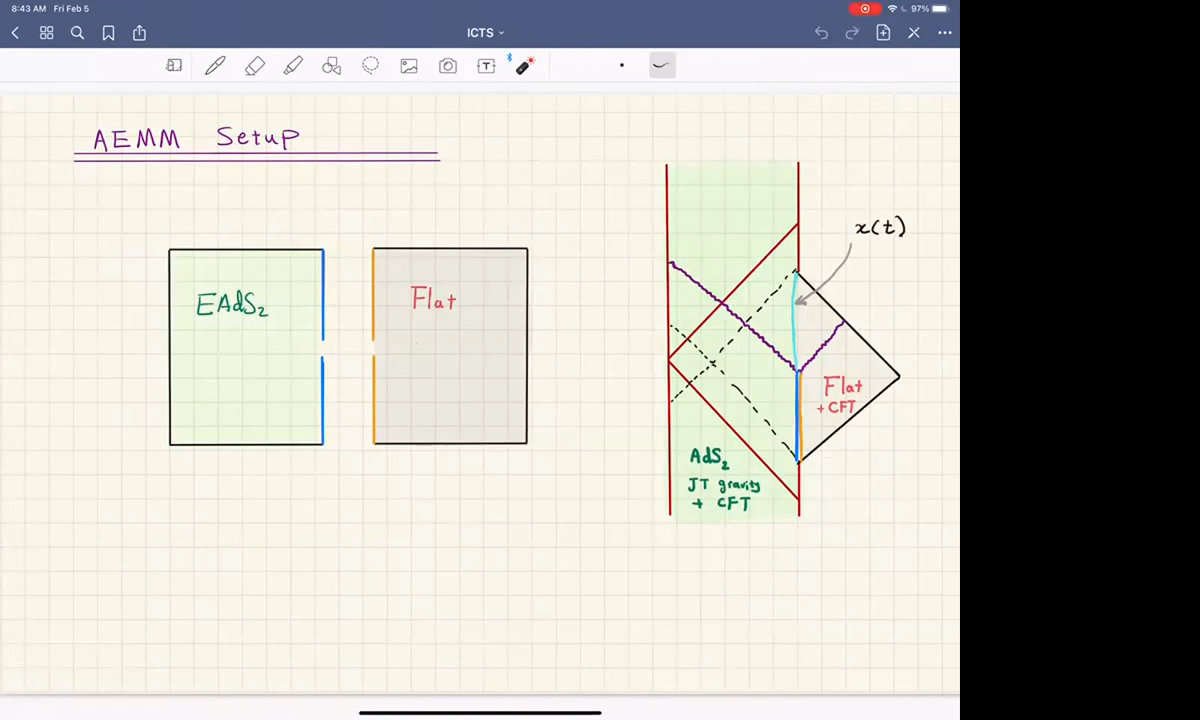 8:43 AM Fri Feb 5
97%
ICTS
T
AEMM Setup
x(t)
EAdS2
Flat
Flat
+ CFT
AdS2
JT gravity
+ CFT